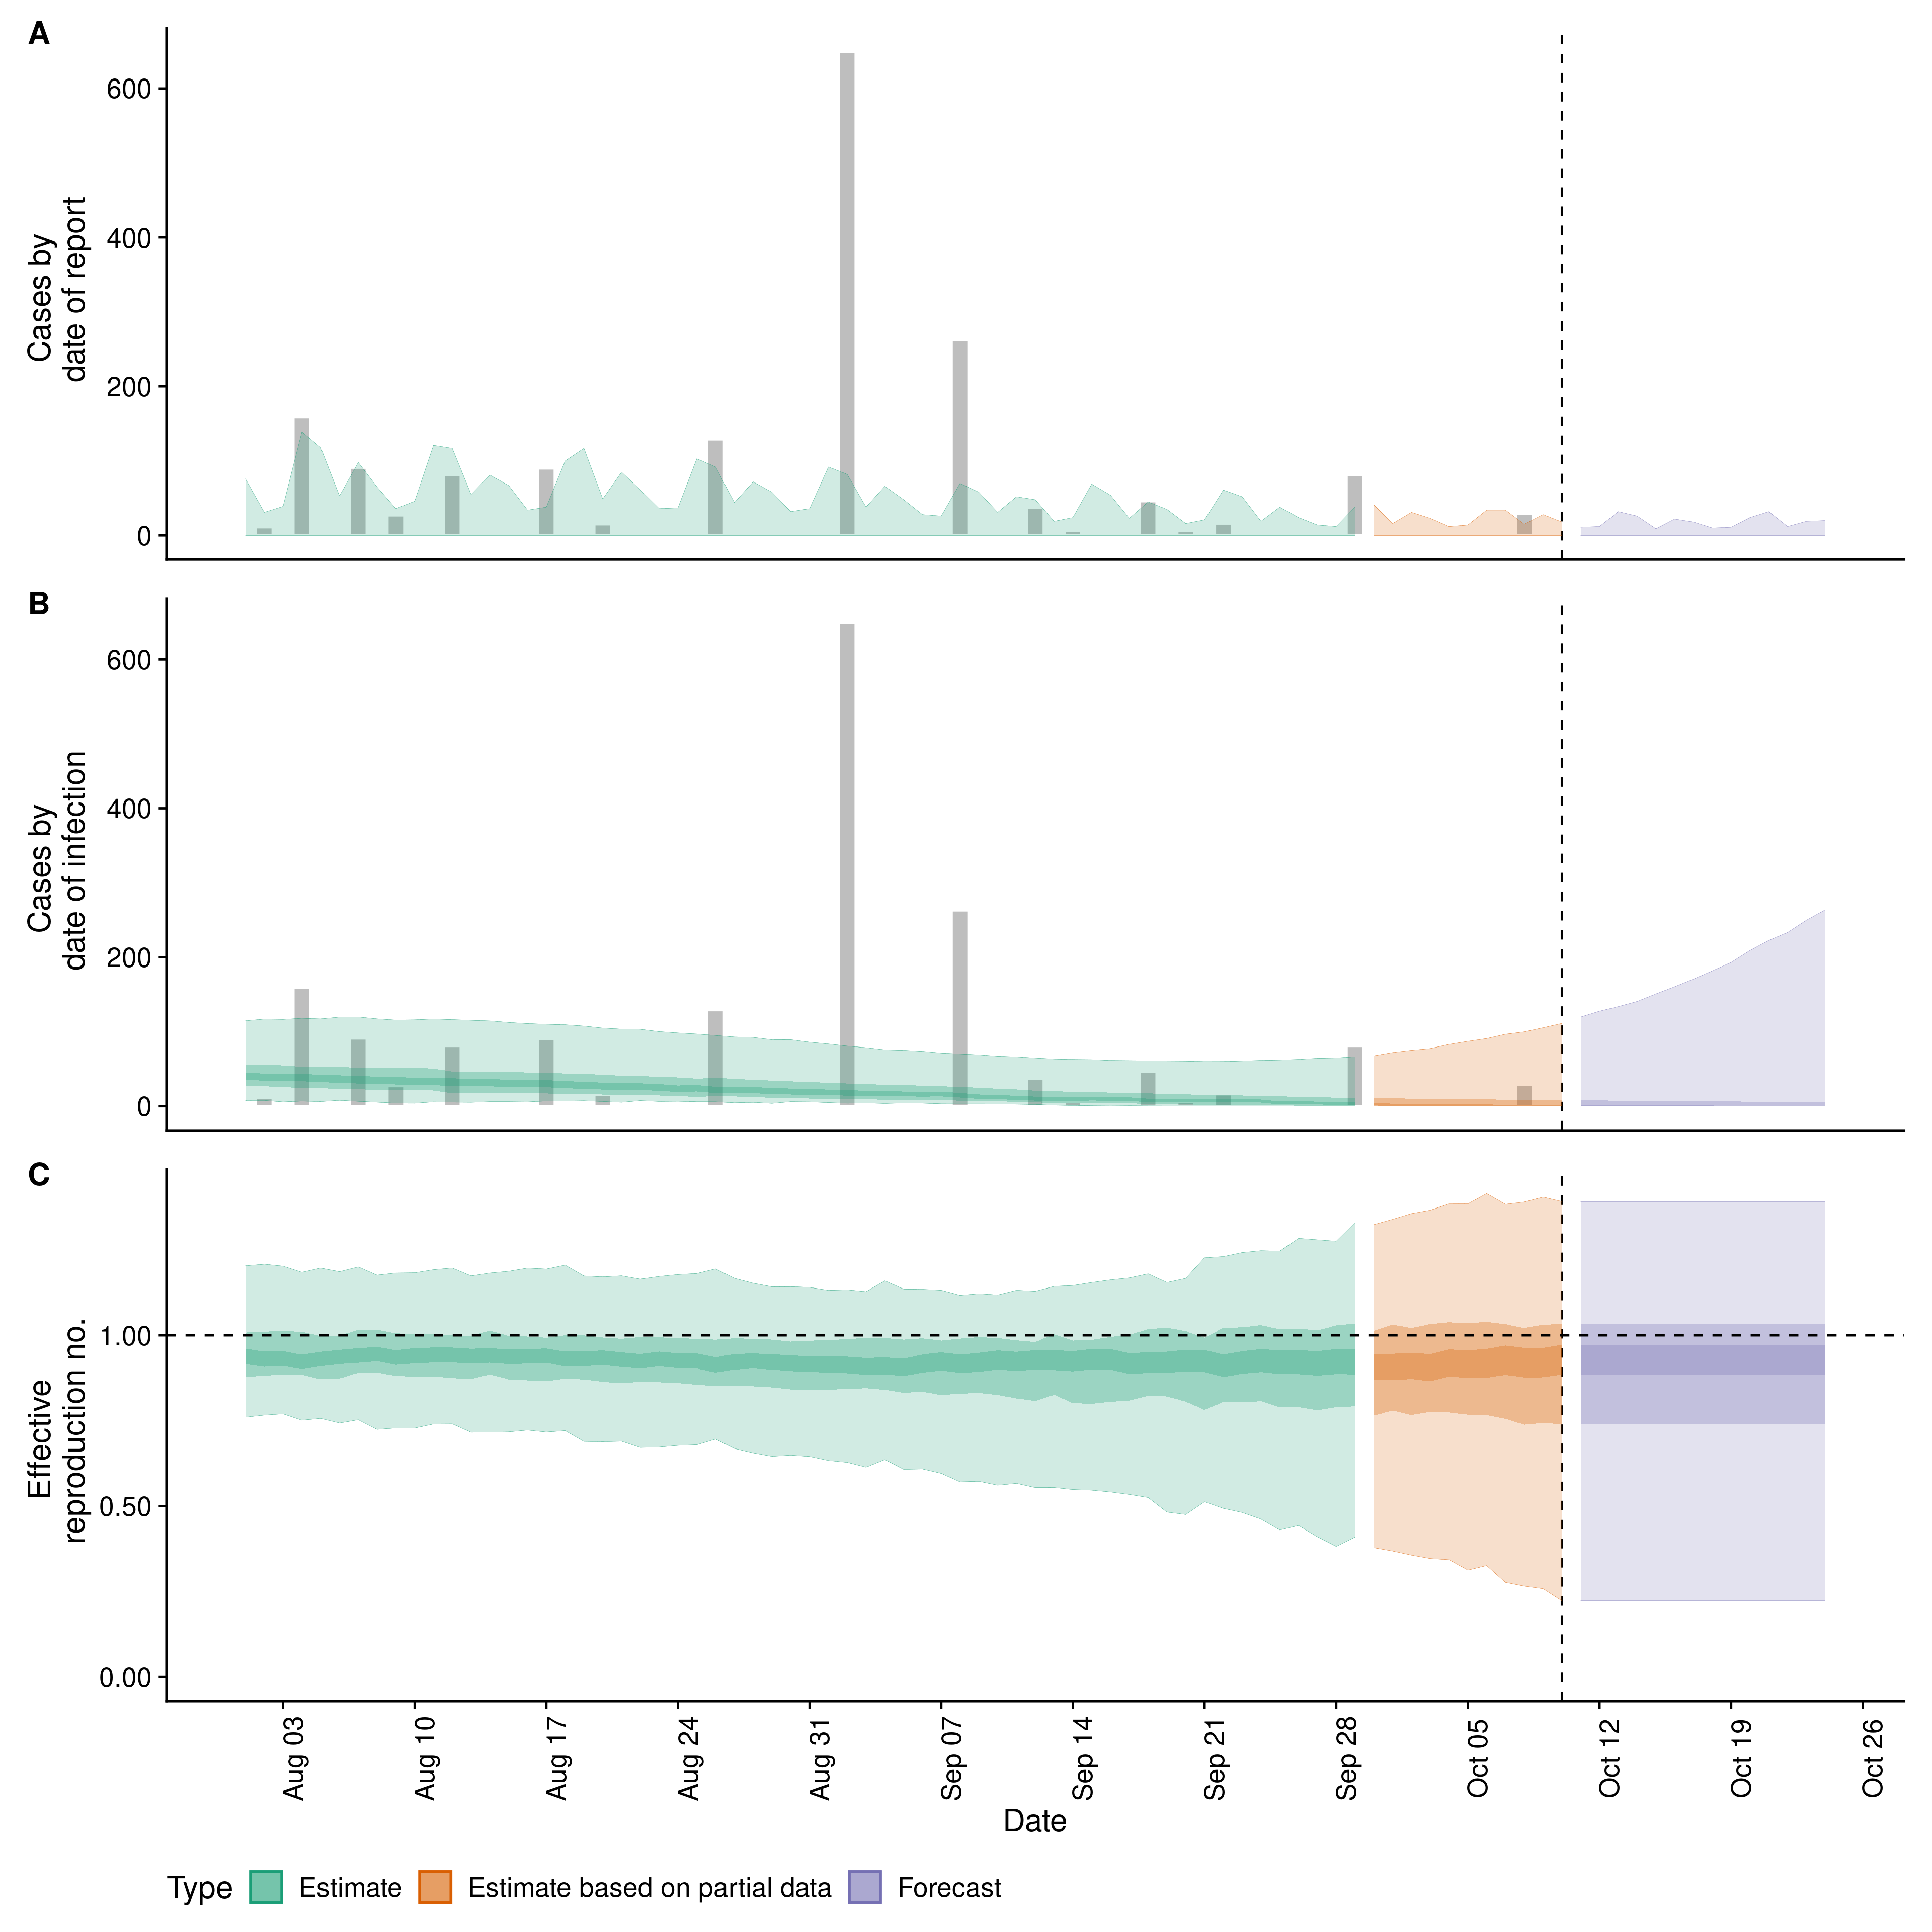 A
Cases by
date of report
600
400
200
0
B
Cases by
date of infection
600
400
200
0
C
Effective
reproduction no.
1.00
0.50
0.00
Aug 03
Aug 10
Aug 17
Aug 24
Aug 31
Sep 07
Sep 14
Sep 21
Sep 28
Oct 05
Oct 12
Oct 19
Oct 26
Date
Type Estimate Estimate based on partial data Forecast